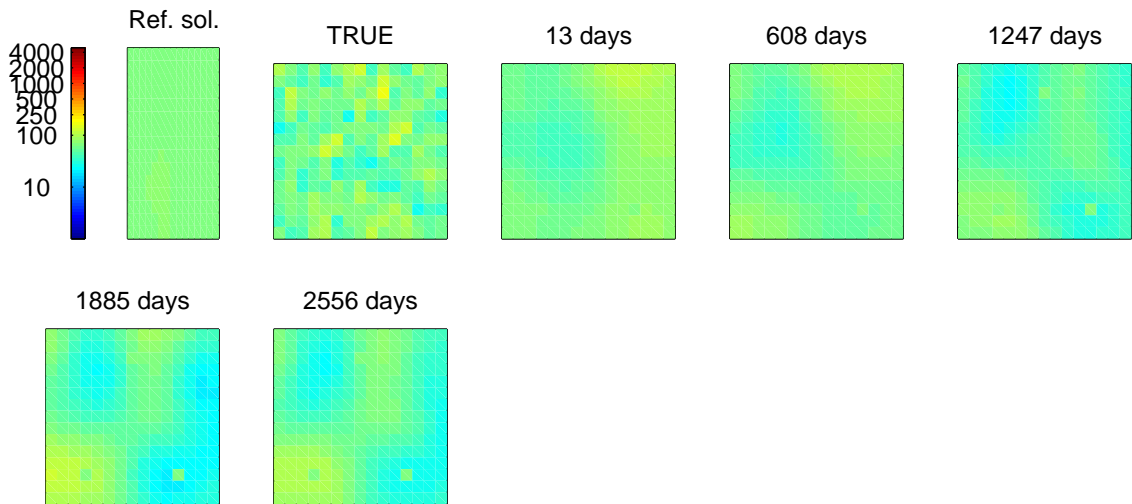 Ref. sol.
TRUE
13 days
608 days
1247 days
4000
2000
1000
500
250
100
10
1885 days
2556 days